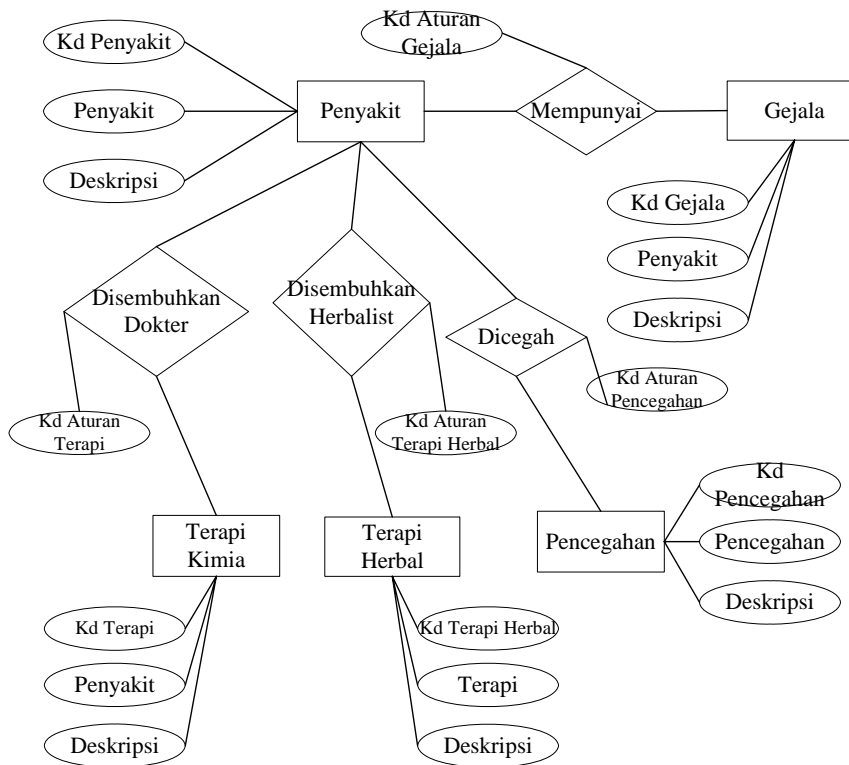 Kd Aturan
Gejala
Kd Penyakit
Penyakit
Deskripsi
Penyakit
Mempunyai
Gejala
Kd Gejala
Penyakit
Deskripsi
Disembuhkan
Dokter
Disembuhkan
Herbalist
Dicegah
Kd Aturan
Pencegahan
Kd Aturan
Terapi
Kd Aturan
Terapi Herbal
Kd
Pencegahan
Pencegahan
Deskripsi
Terapi
Kimia
Terapi
Herbal
Pencegahan
Kd Terapi
Penyakit
Deskripsi
Kd Terapi Herbal
Terapi
Deskripsi